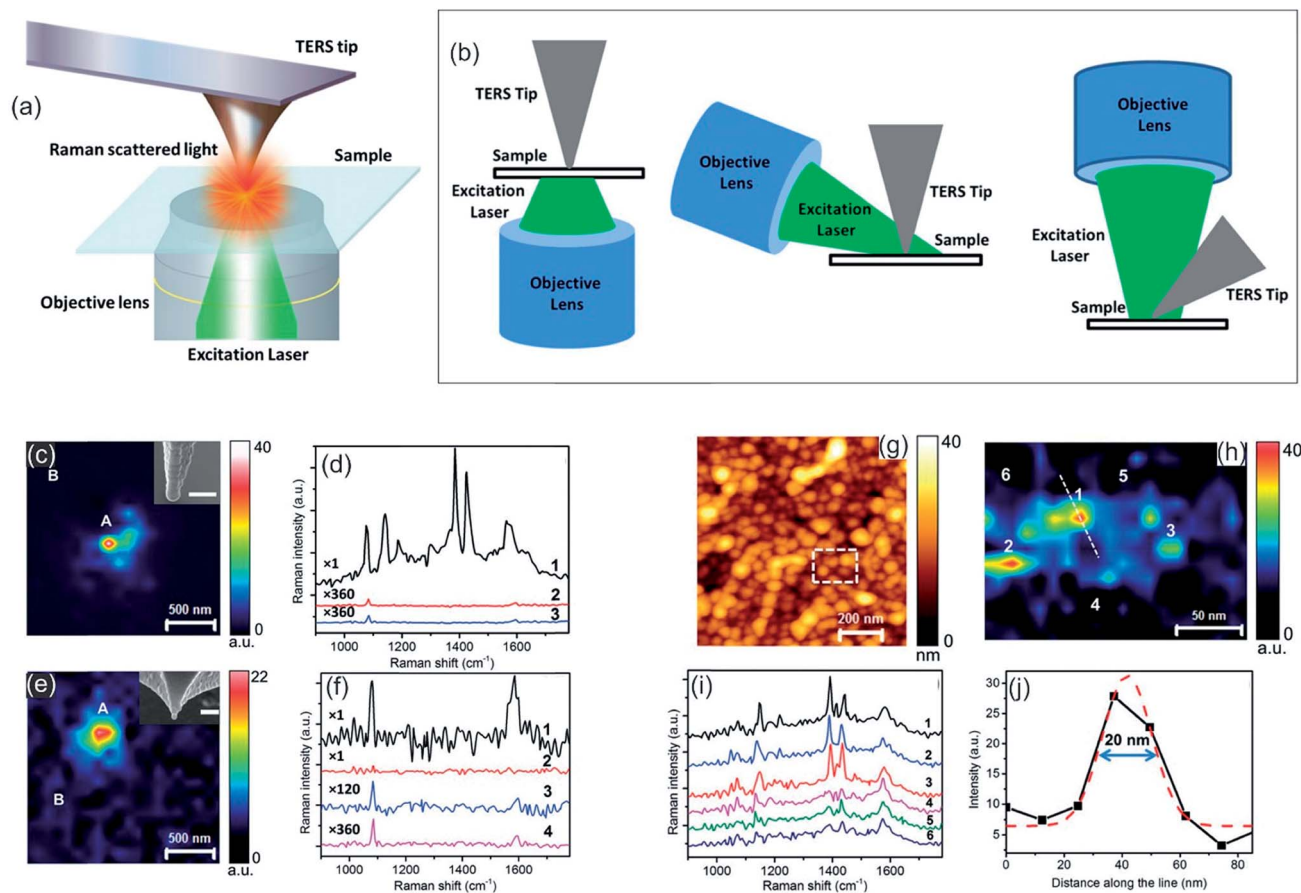 (a)
TERS tip
Raman scattered light
Sample
Objective lens
Excitation Laser
(b)
TERS Tip
Sample
Excitation
Laser
Objective
Lens
Objective
Lens
Excitation
Laser
TERS Tip
Sample
Objective
Lens
Excitation
Laser
Sample
TERS Tip
(c)
B
A
500 nm
40
0
a.u.
(d)
Raman intensity (a.u.)
×1
1
×360
2
×360
3
1000 1200 1400 1600
Raman shift (cm-1)
(e)
A
B
500 nm
22
0
a.u.
(f)
Raman intensity (a.u.)
×1
1
×1
2
×120
3
×360
4
1000 1200 1400 1600
Raman shift (cm-1)
(g)
200 nm
40
0
nm
(h)
6
5
1
3
2
4
50 nm
40
0
a.u.
(i)
Raman intensity (a.u.)
1
2
3
4
5
6
1000 1200 1400 1600
Raman shift (cm-1)
(j)
Intensity (a.u.)
30
25
20
15
10
5
20 nm
0 20 40 60 80
Distance along the line (nm)